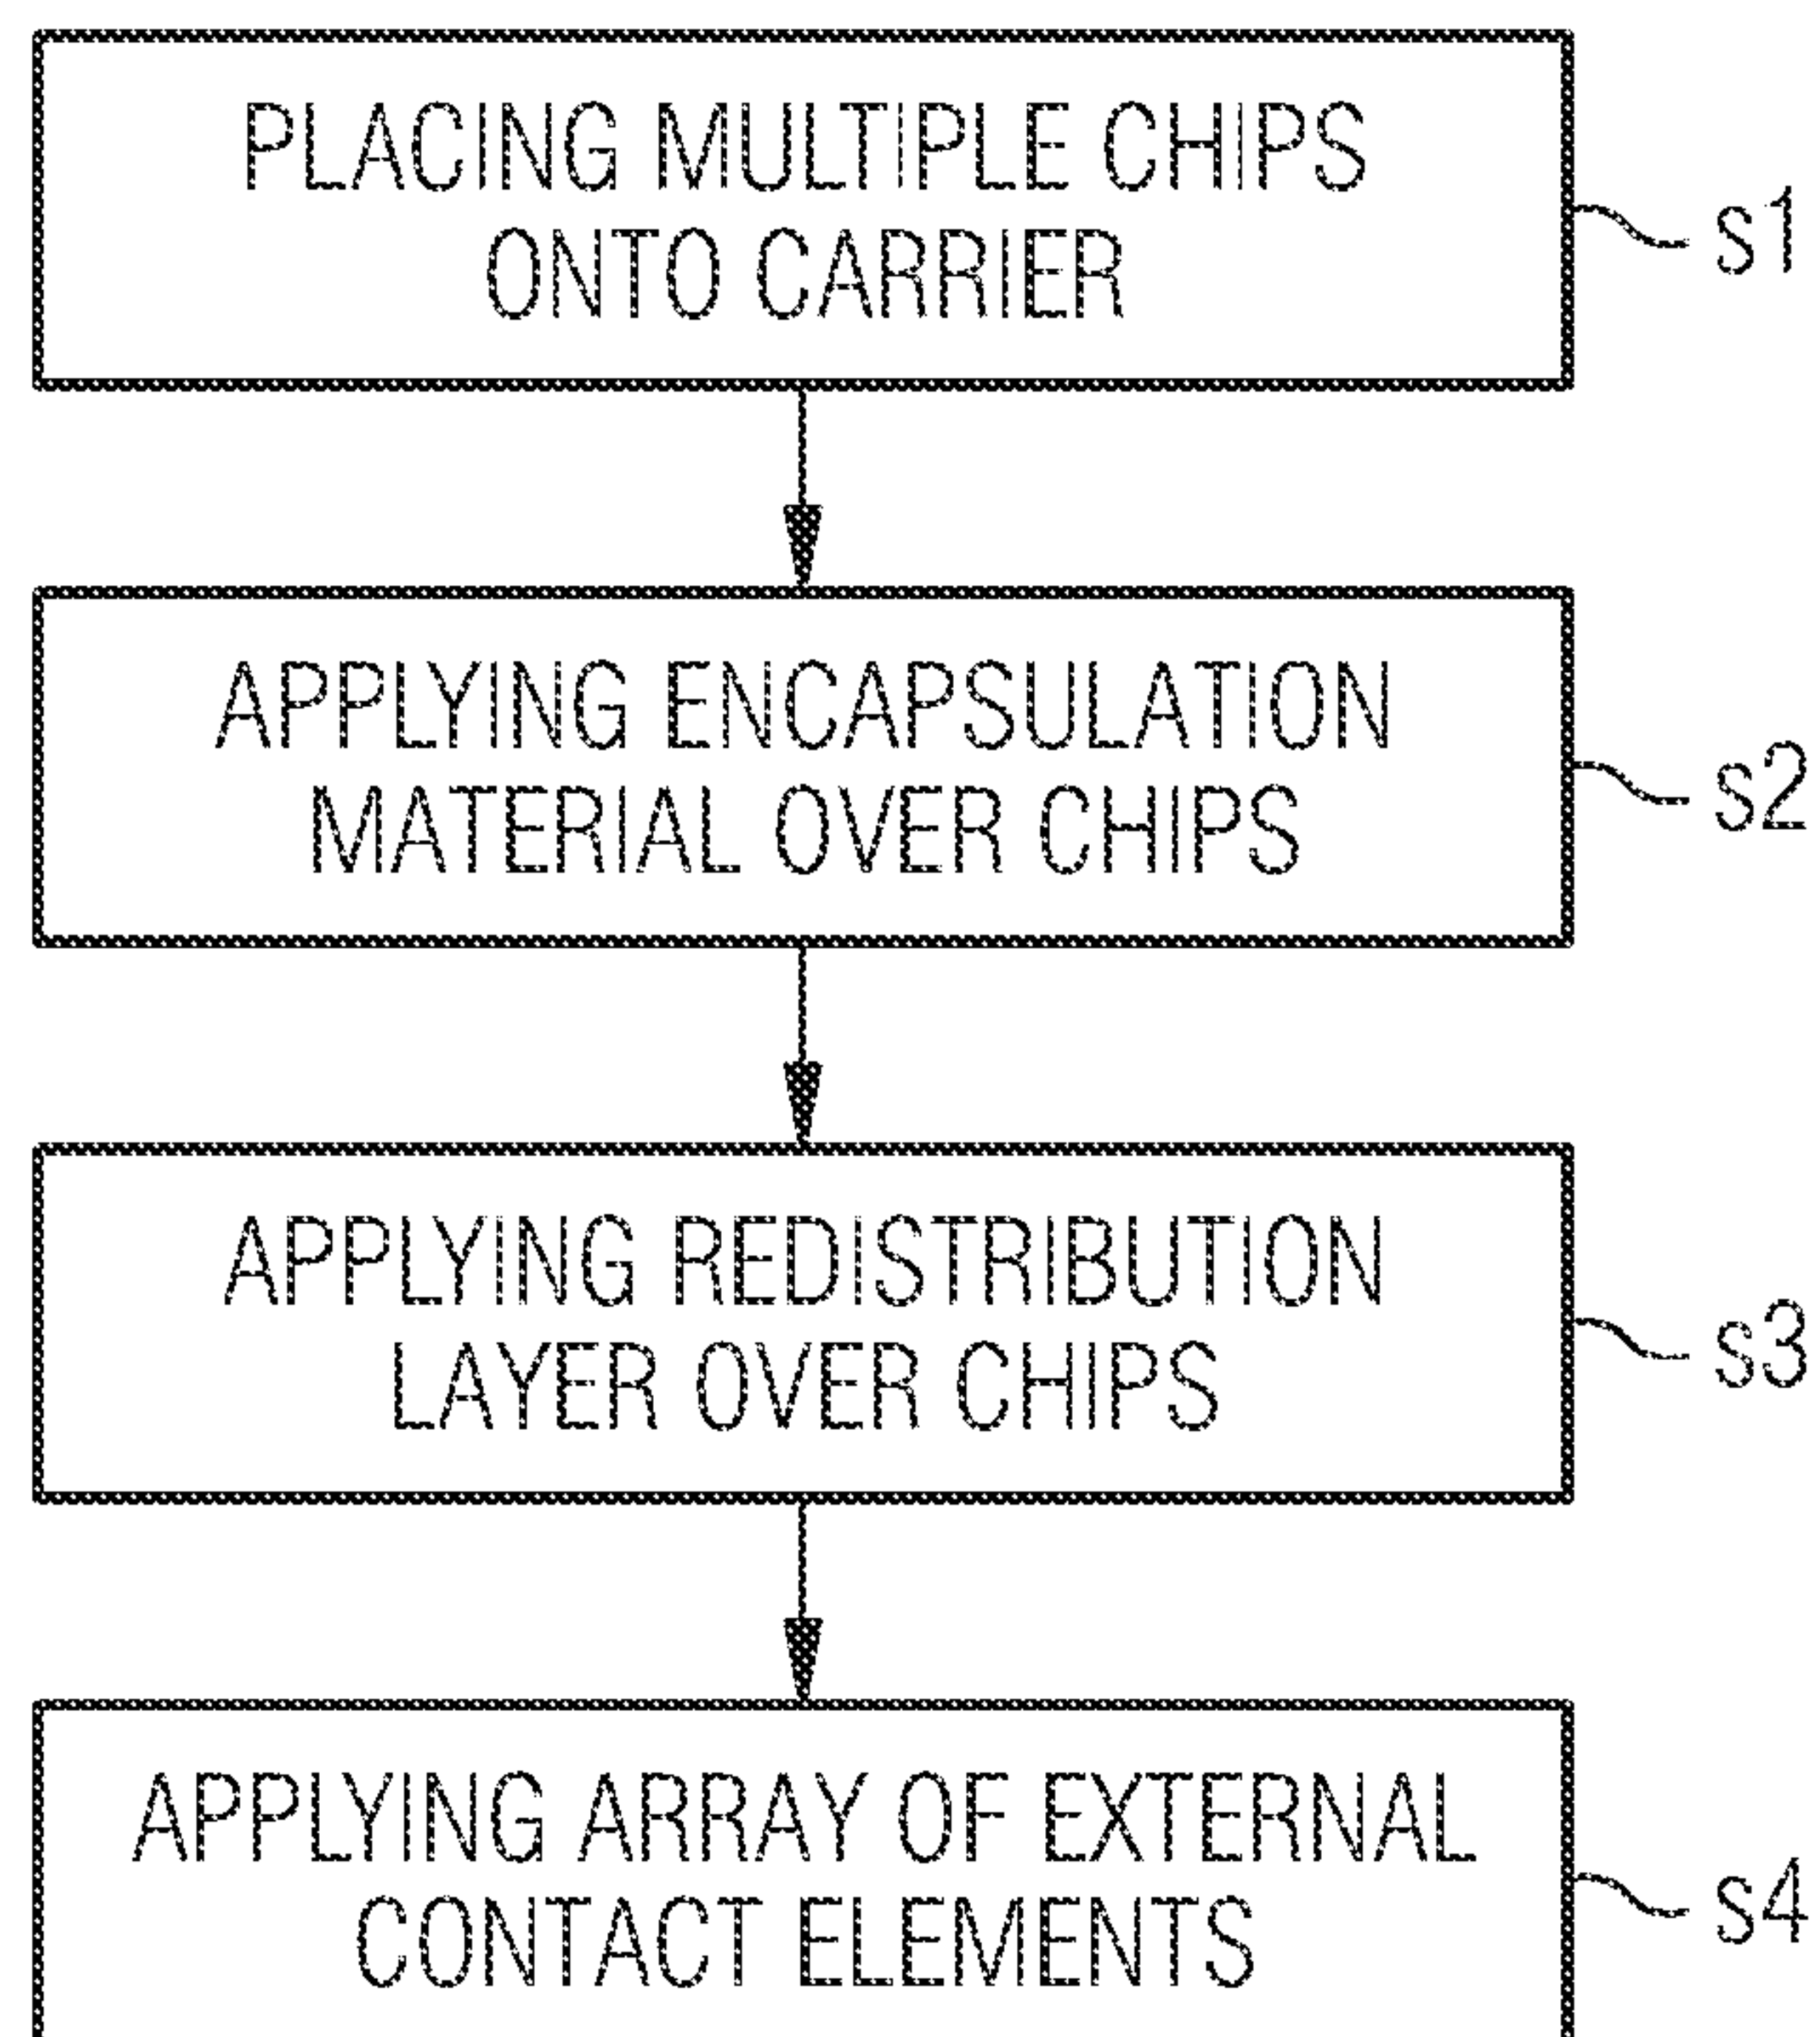 PLACING MULTIPLE CHIPS
ONTO CARRIER
s1
APPLYING ENCAPSULATION
MATERIAL OVER CHIPS
s2
APPLYING REDISTRIBUTION
LAYER OVER CHIPS
s3
APPLYING ARRAY OF EXTERNAL
CONTACT ELEMENTS
s4